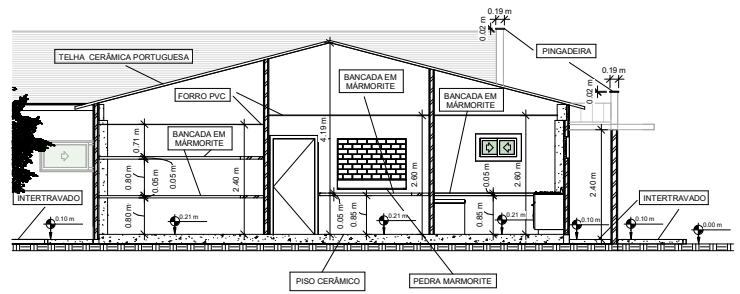 0.19 m
0.02 m
PINGADEIRA
0.19 m
0.02 m
TELHA CERÂMICA PORTUGUESA
BANCADA EM
MÁRMORITE
BANCADA EM
MÁRMORITE
FORRO PVC
BANCADA EM
MÁRMORITE
0.71 m
4.19 m
0.80 m
0.05 m
0.05 m
2.40 m
2.60 m
0.05 m
2.60 m
2.40 m
INTERTRAVADO
INTERTRAVADO
0.80 m
0.05 m
0.85 m
0.85 m
0.10 m
0.21 m
0.21 m
0.21 m
0.10 m
0.10 m
0.00 m
PISO CERÂMICO
PEDRA MARMORITE